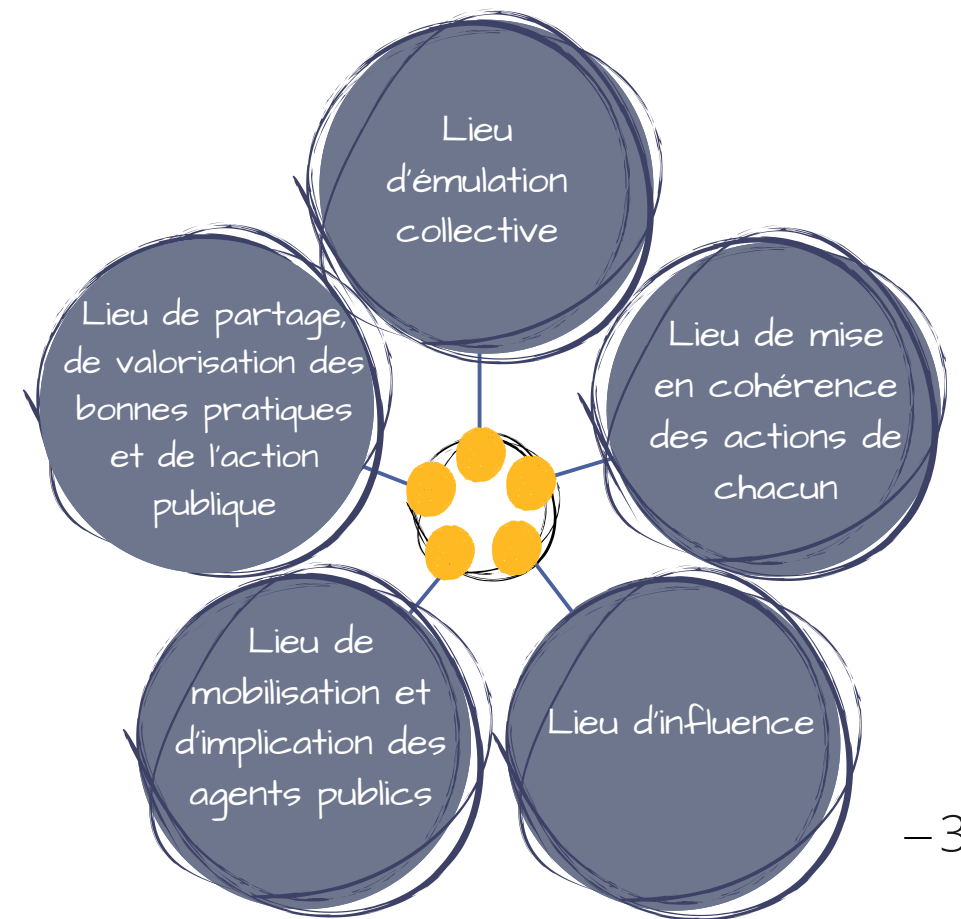 Lieu
d'émulation
collective
Lieu de partage,
de valorisation des
bonnes pratiques
et de l'action
publique
Lieu de mise
en cohérence
des actions de
chacun
Lieu de
mobilisation et
d'implication des
agents publics
Lieu d'influence
-3